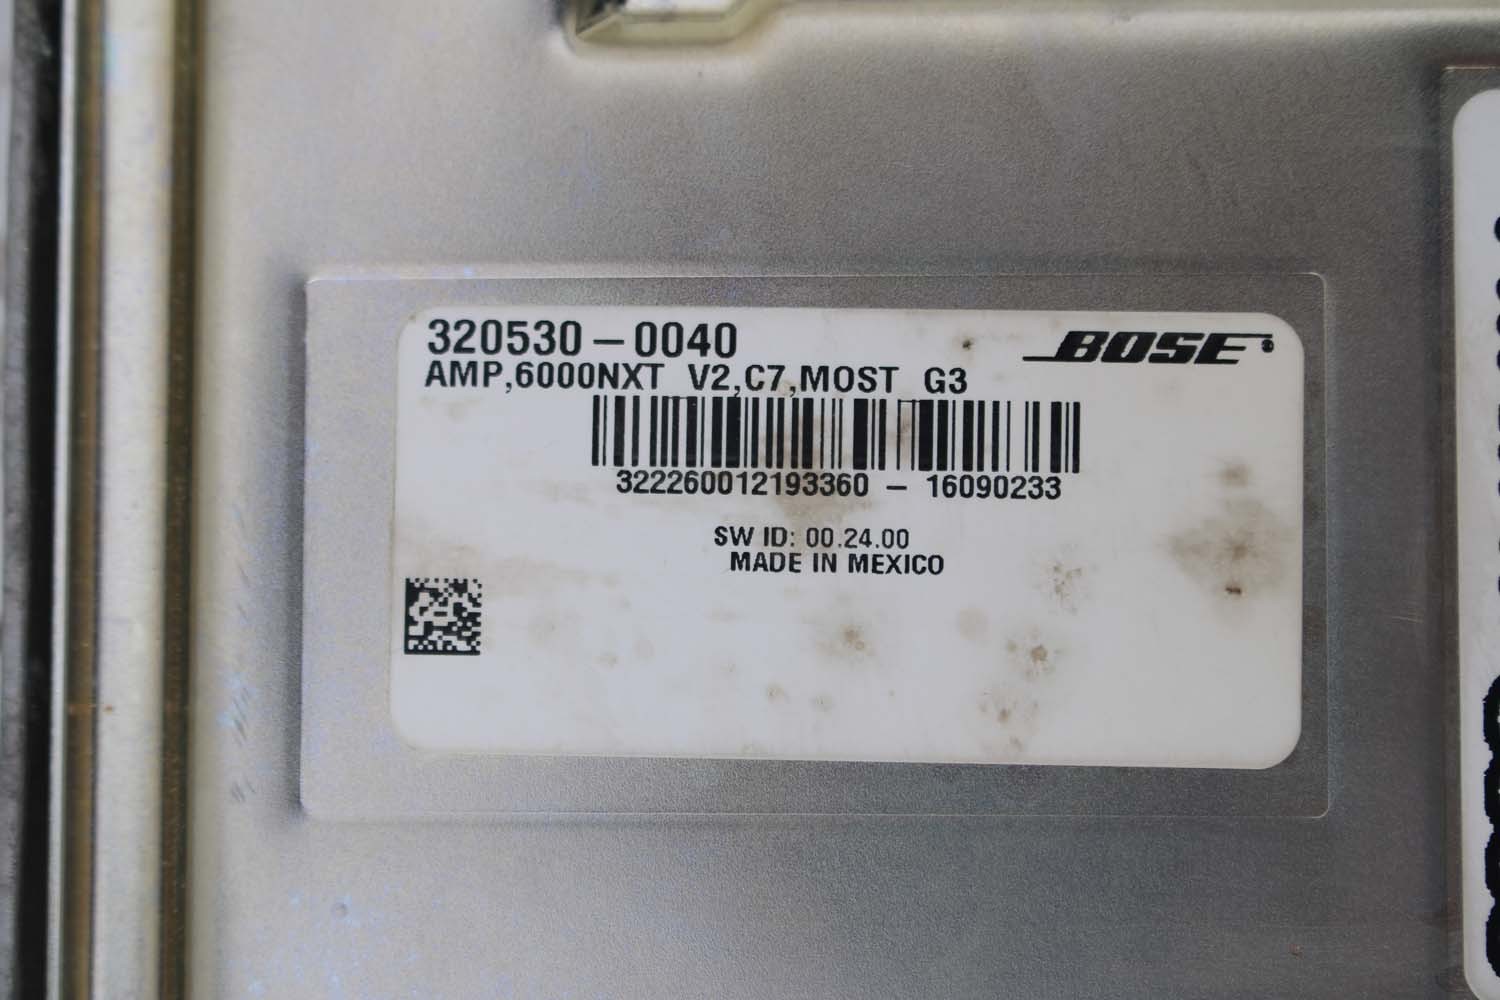 320530-0040
BOSE
AMP,6000NXT V2,C7,MOST G3
322260012193360 - 16090233
SW ID: 00.24.00
MADE IN MEXICO